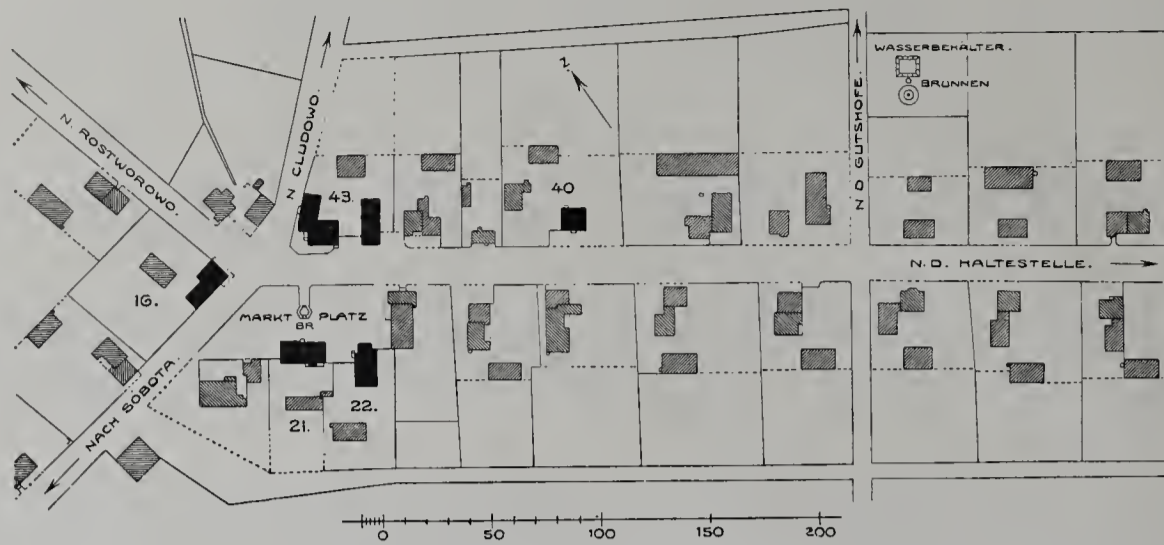 N. ROSTWOROWO.
N CLUDOWO.
Z.
N D GUTSHOFE.
WASSERBEHÄLTER.
BRUNNEN
43.
40
N. D. HALTESTELLE.
16.
MARKT PLATZ
BR
NACH SOBOTA.
21.
22.
0 50 100 150 200